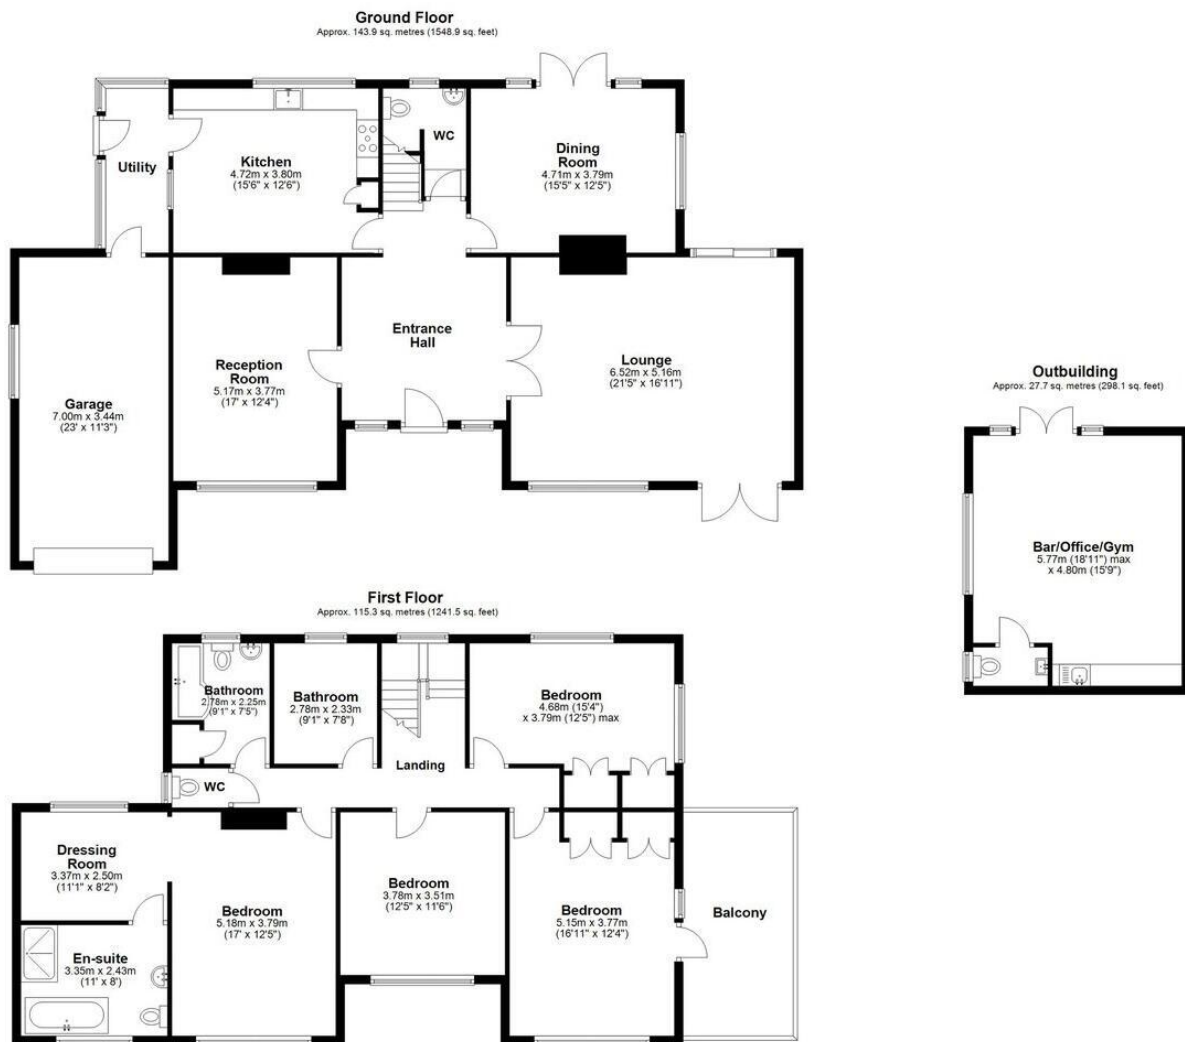 Ground Floor
Approx. 143.9 sq. metres (1548.9 sq. feet)
Utility
Kitchen
4.72m x 3.80m
(15'6" x 12'6")
WC
Dining
Room
4.71m x 3.79m
(15'5" x 12'5")
Garage
7.00m x 3.44m
(23' x 11'3")
Reception
Room
5.17m x 3.77m
(17' x 12'4")
Entrance
Hall
Lounge
6.52m x 5.16m
(21'5" x 16'11")
Outbuilding
Approx. 27.7 sq. metres (298.1 sq. feet)
Bar/Office/Gym
5.77m (18'11") max
x 4.80m (15'9")
First Floor
Approx. 115.3 sq. metres (1241.5 sq. feet)
Bathroom
2.78m x 2.25m
(9'1" x 7'5")
Bathroom
2.78m x 2.33m
(9'1" x 7'8")
Landing
Bedroom
4.68m (15'4")
x 3.79m (12'5") max
WC
Dressing
Room
3.37m x 2.50m
(11'1" x 8'2")
Bedroom
5.18m x 3.79m
(17' x 12'5")
Bedroom
3.78m x 3.51m
(12'5" x 11'6")
Bedroom
5.15m x 3.77m
(16'11" x 12'4")
Balcony
En-suite
3.35m x 2.43m
(11' x 8')